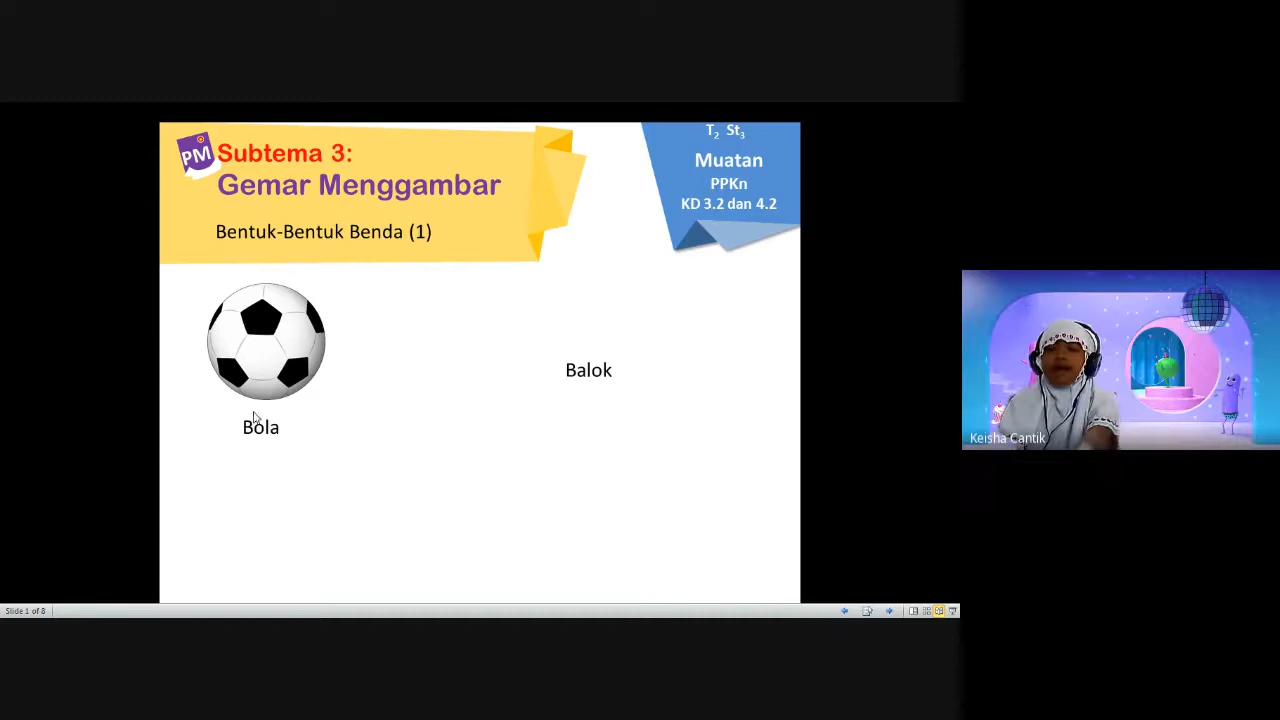 PM
Subtema 3:
Gemar Menggambar
Bentuk-Bentuk Benda (1)
T2 St3
Muatan
PPKn
KD 3.2 dan 4.2
Balok
Bola
Keisha Cantik
Slide 1 of 8